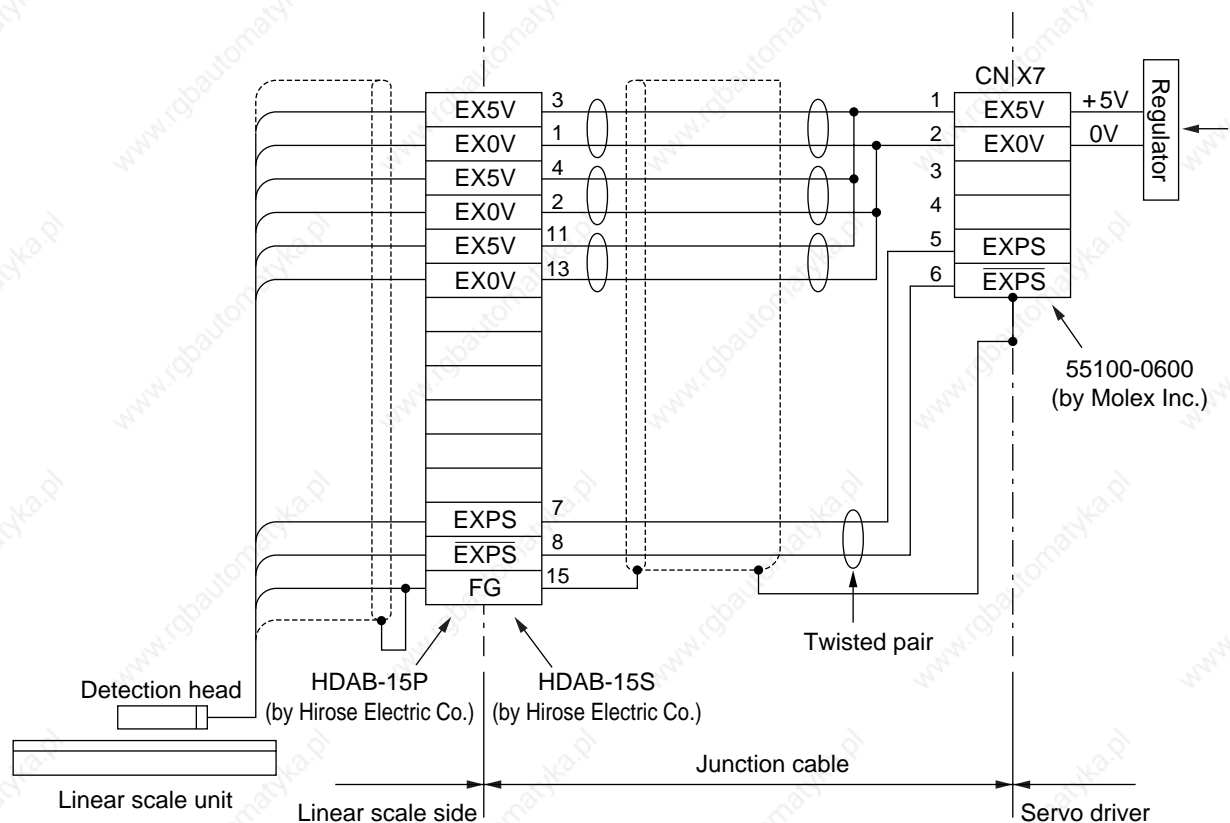 CN X7
3
EX5V
1
EX0V
4
EX5V
2
EX0V
11
EX5V
13
EX0V
7
EXPS
8
EXPS
15
FG
1
EX5V
+5V
2
EX0V
0V
3
4
5
EXPS
6
EXPS
Regulator
55100-0600
(by Molex Inc.)
Twisted pair
HDAB-15P
(by Hirose Electric Co.)
HDAB-15S
(by Hirose Electric Co.)
Detection head
Linear scale unit
Linear scale side
Junction cable
Servo driver
www.rgbautomatyka.pl